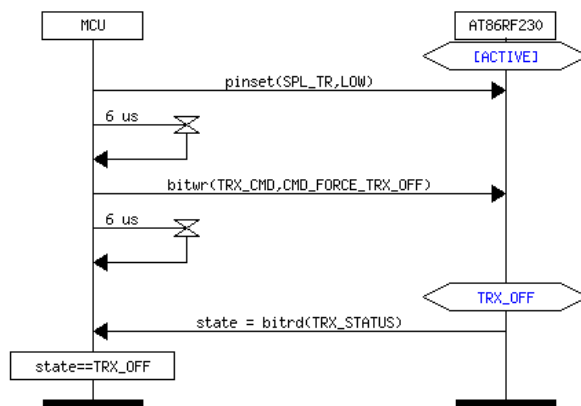 MCU
AT86RF230
[ACTIVE]
pinset(SPL_TR,LOW)
6 us
bitwr(TRX_CMD,CMD_FORCE_TRX_OFF)
6 us
TRX_OFF
state = bitrd(TRX_STATUS)
state==TRX_OFF